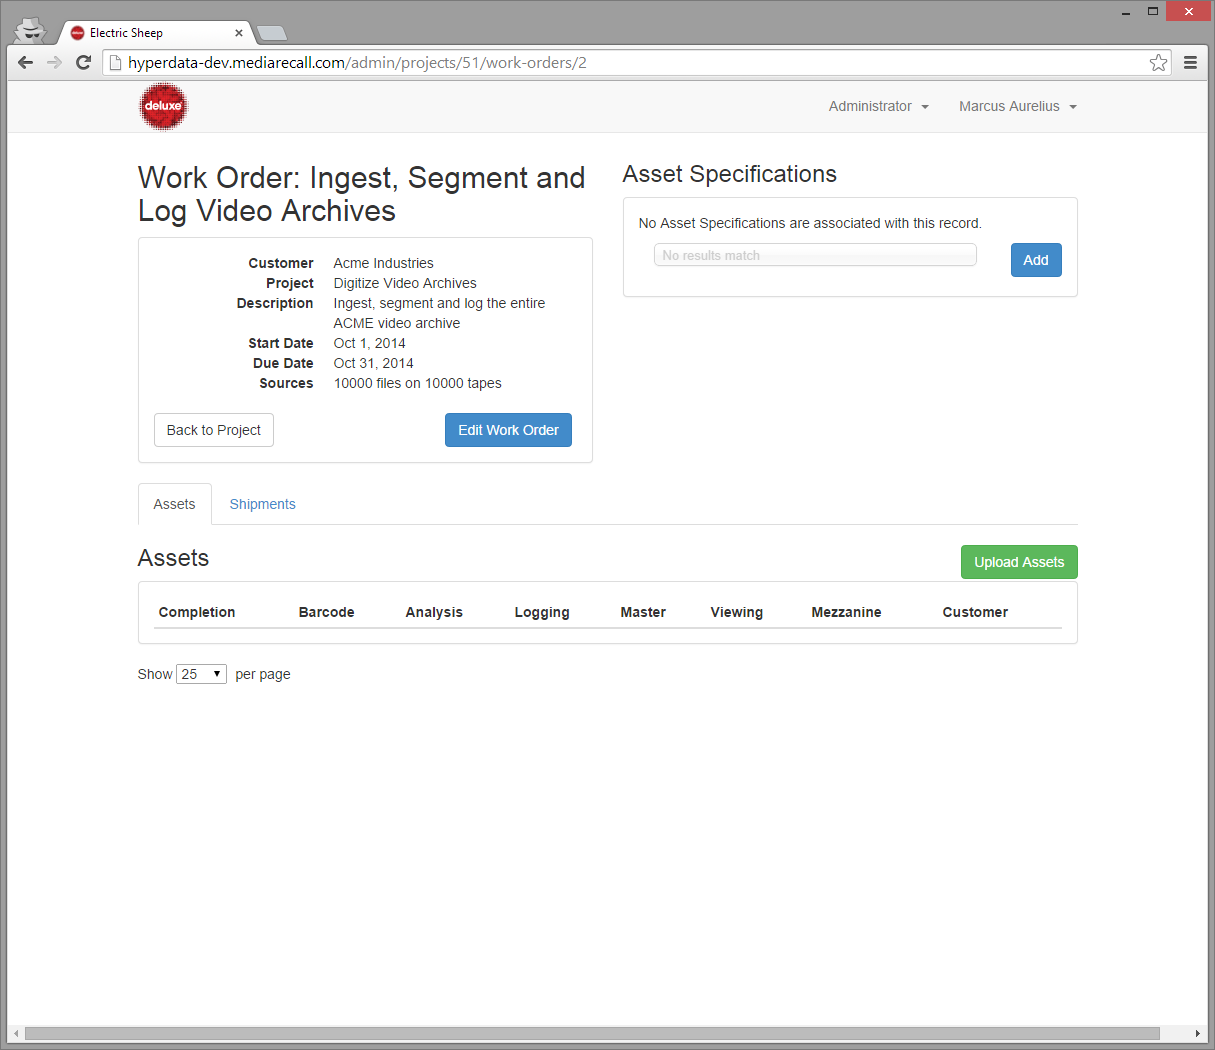 Electric Sheep
hyperdata-dev.mediarecall.com/admin/projects/51/work-orders/2
deluxe
Administrator
Marcus Aurelius
Work Order: Ingest, Segment and
Log Video Archives
Customer Acme Industries
Project Digitize Video Archives
Description Ingest, segment and log the entire
ACME video archive
Start Date Oct 1, 2014
Due Date Oct 31, 2014
Sources 10000 files on 10000 tapes
Back to Project
Edit Work Order
Asset Specifications
No Asset Specifications are associated with this record.
No results match
Add
Assets
Shipments
Assets
Upload Assets
Completion Barcode Analysis Logging Master Viewing Mezzanine Customer
Show 25 per page